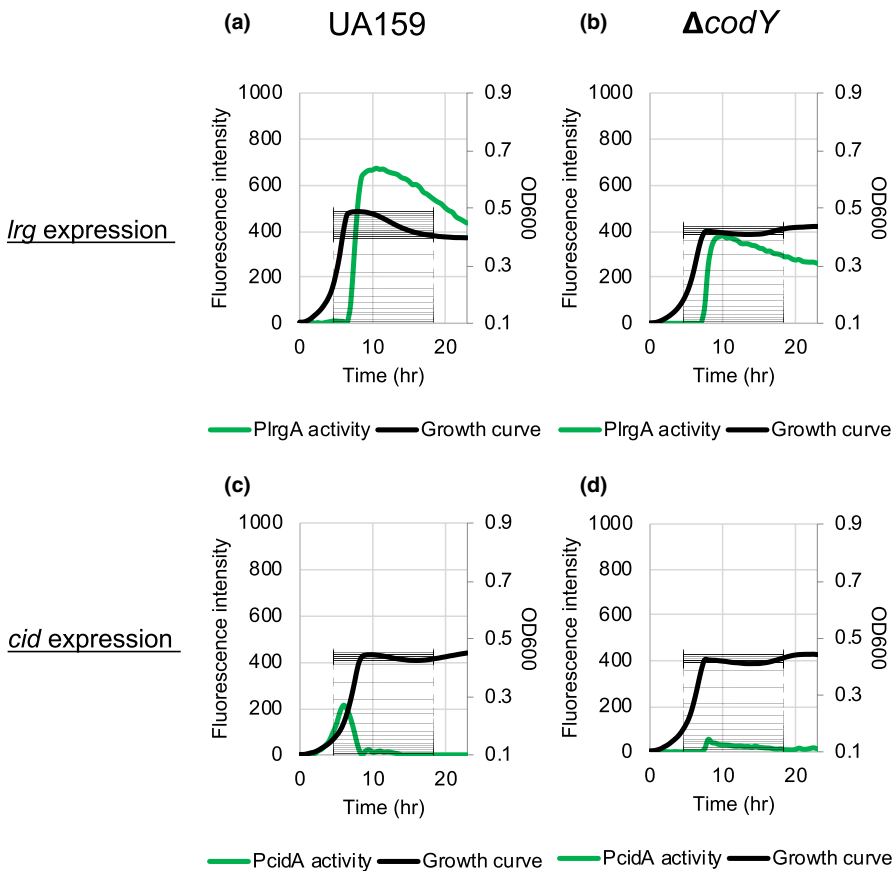 (a) UA159 (b) ΔcodY
lrg expression
Fluorescence intensity
1000
800
600
400
200
0
0 10 20
Time (hr)
0.9
0.7
0.5
0.3
0.1
OD600
Fluorescence intensity
1000
800
600
400
200
0
0 10 20
Time (hr)
0.9
0.7
0.5
0.3
0.1
OD600
PlrgA activity Growth curve PlrgA activity Growth curve
(c) (d)
cid expression
Fluorescence intensity
1000
800
600
400
200
0
0 10 20
Time (hr)
0.9
0.7
0.5
0.3
0.1
OD600
Fluorescence intensity
1000
800
600
400
200
0
0 10 20
Time (hr)
0.9
0.7
0.5
0.3
0.1
OD600
PcidA activity Growth curve PcidA activity Growth curve